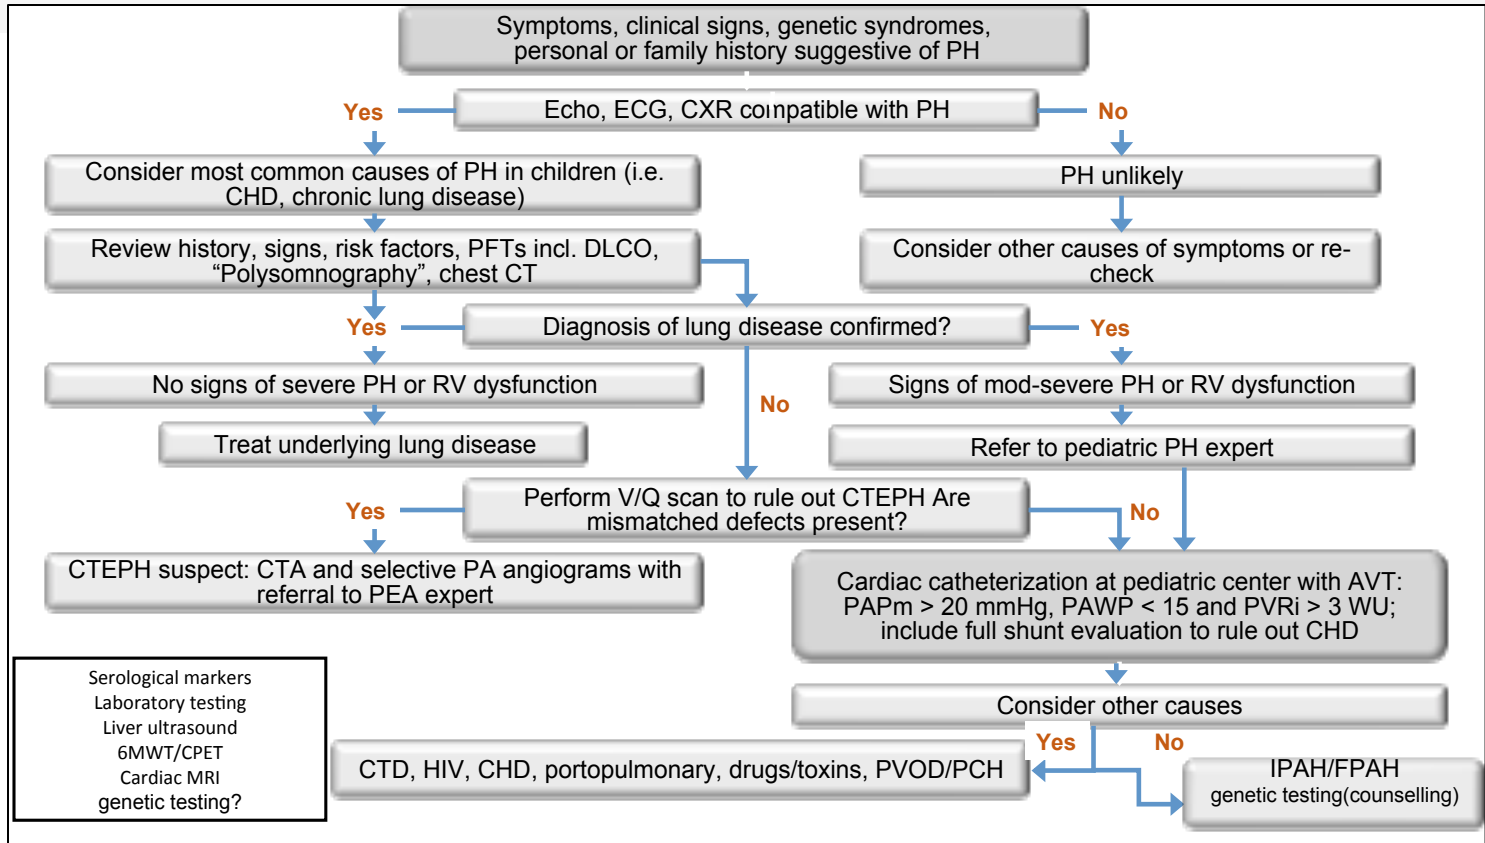 Symptoms, clinical signs, genetic syndromes,
personal or family history suggestive of PH
Yes
Echo, ECG, CXR compatible with PH
No
Consider most common causes of PH in children (i.e.
CHD, chronic lung disease)
PH unlikely
Review history, signs, risk factors, PFTs incl. DLCO,
“Polysomnography”, chest CT
Consider other causes of symptoms or re-
check
Yes
Diagnosis of lung disease confirmed?
Yes
No signs of severe PH or RV dysfunction
No
Signs of mod-severe PH or RV dysfunction
Treat underlying lung disease
Refer to pediatric PH expert
Yes
Perform V/Q scan to rule out CTEPH Are
mismatched defects present?
No
CTEPH suspect: CTA and selective PA angiograms with
referral to PEA expert
Cardiac catheterization at pediatric center with AVT:
PAPm > 20 mmHg, PAWP < 15 and PVRi > 3 WU;
include full shunt evaluation to rule out CHD
Serological markers
Laboratory testing
Liver ultrasound
6MWT/CPET
Cardiac MRI
genetic testing?
Consider other causes
Yes
No
CTD, HIV, CHD, portopulmonary, drugs/toxins, PVOD/PCH
IPAH/FPAH
genetic testing(counselling)